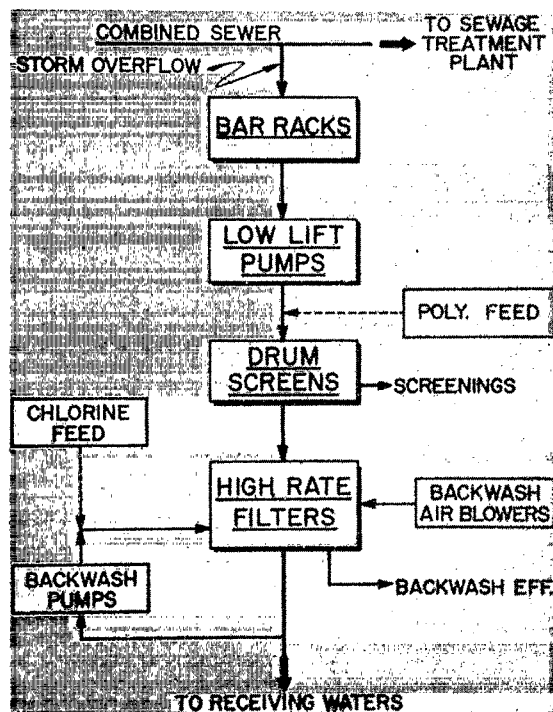 COMBINED SEWER
TO SEWAGE
TREATMENT
PLANT
STORM OVERFLOW
BAR RACKS
LOW LIFT
PUMPS
POLY. FEED
DRUM
SCREENS
SCREENINGS
CHLORINE
FEED
HIGH RATE
FILTERS
BACKWASH
AIR BLOWERS
BACKWASH
PUMPS
BACKWASH EFF.
TO RECEIVING WATERS